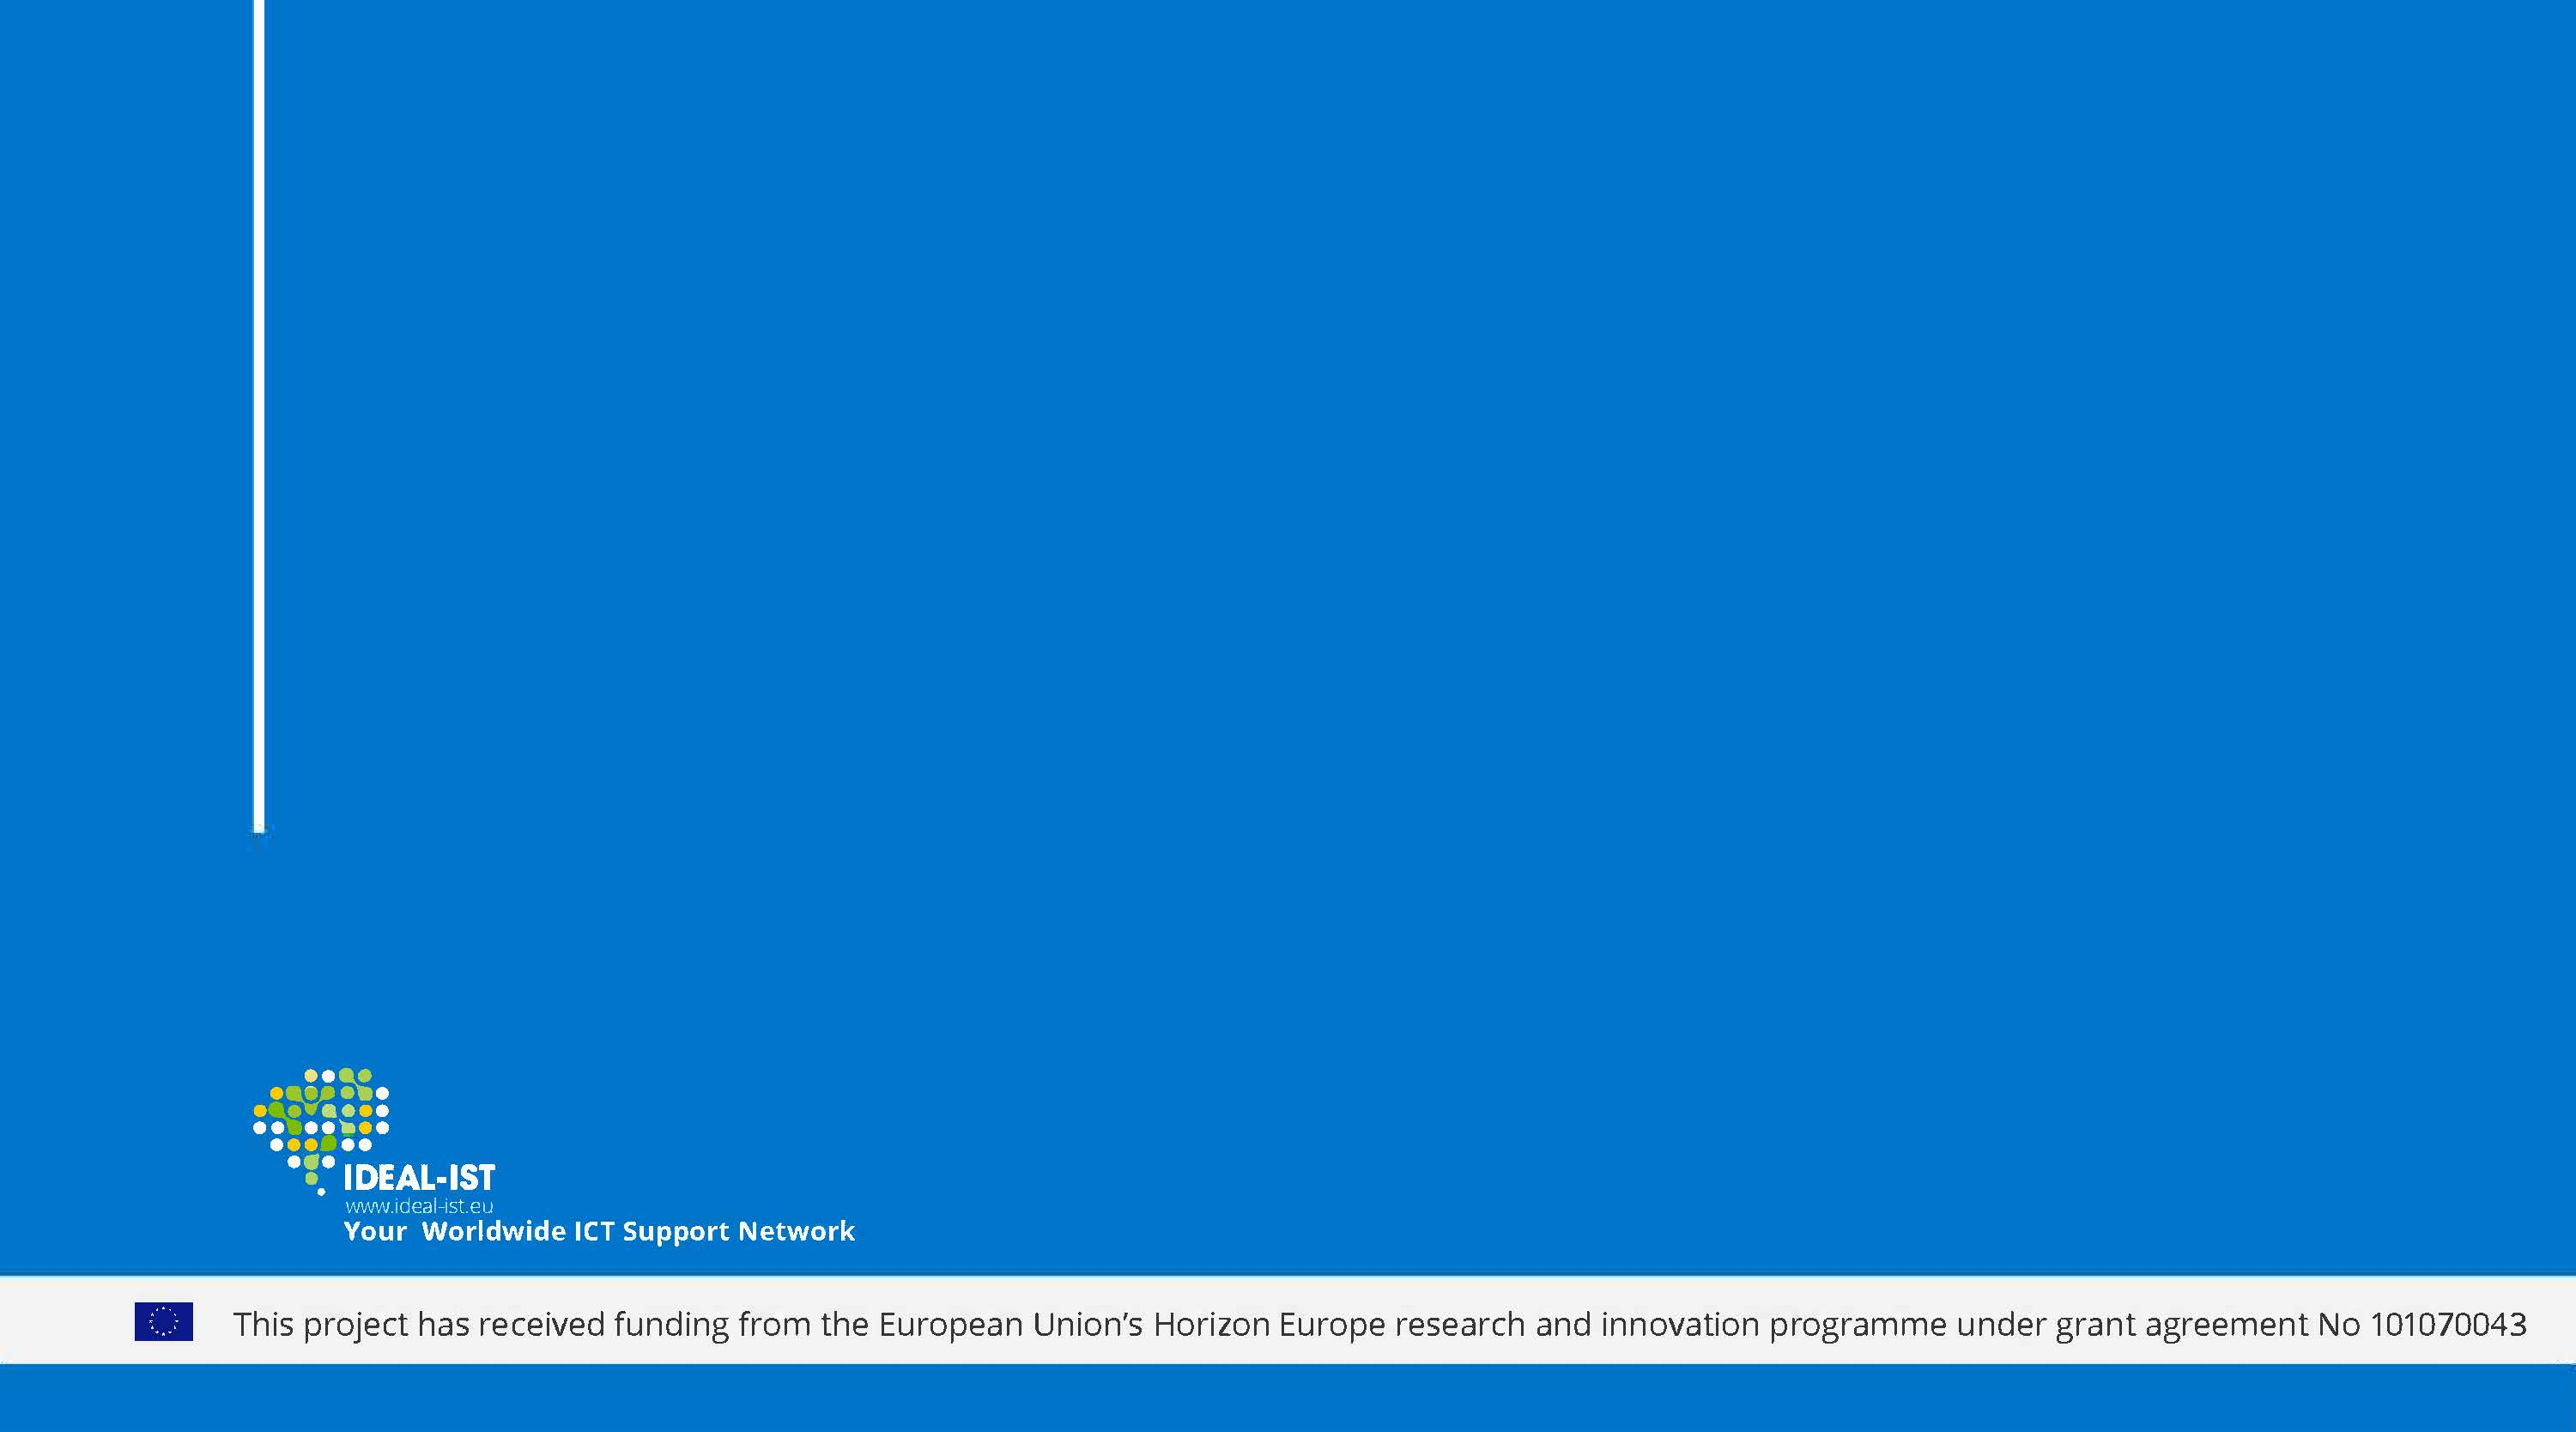 IDEAL-IST
www.ideal-ist.eu
Your Worldwide ICT Support Network
This project has received funding from the European Union's Horizon Europe research and innovation programme under grant agreement No 101070043